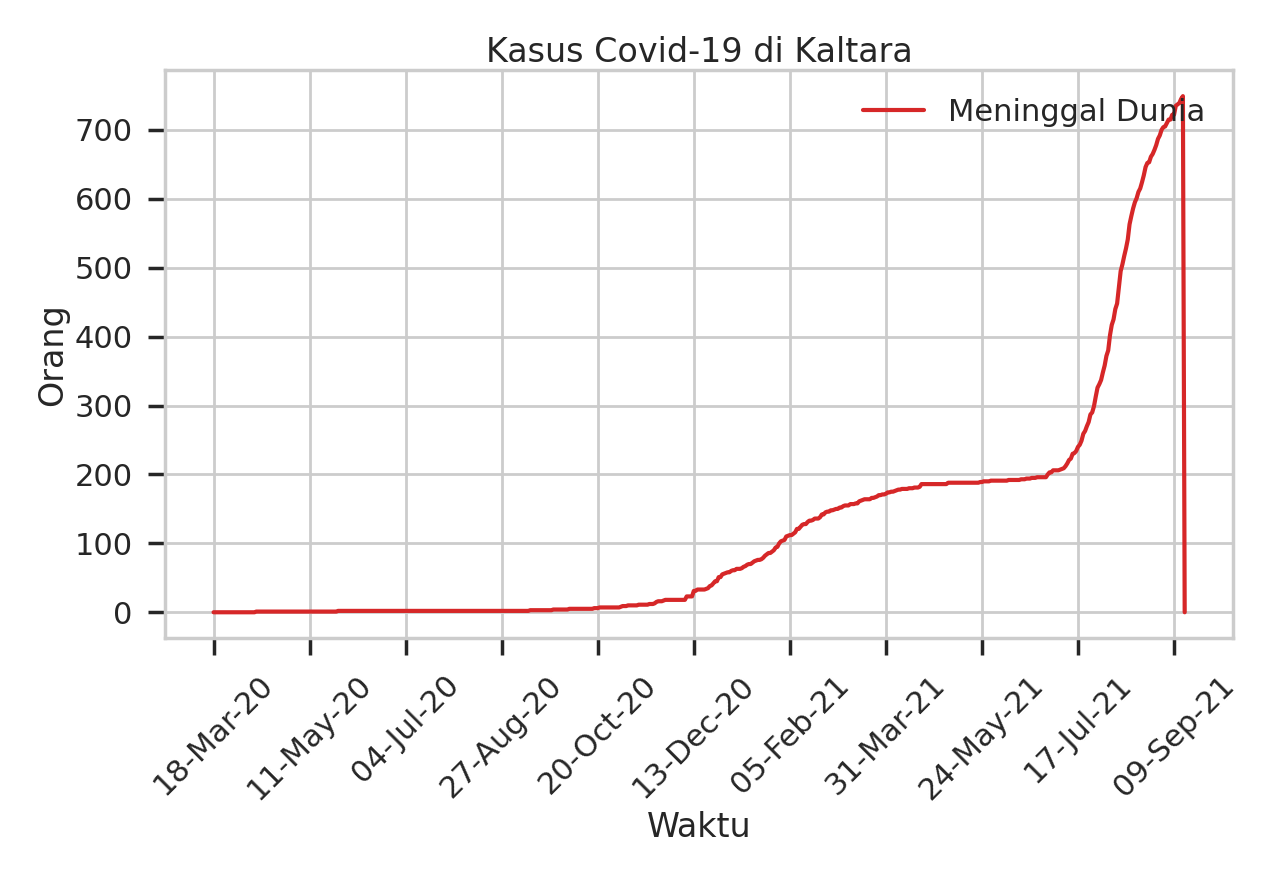 Kasus Covid-19 di Kaltara
Meninggal Dunia
Orang
700
600
500
400
300
200
100
0
18-Mar-20
11-May-20
04-Jul-20
27-Aug-20
20-Oct-20
13-Dec-20
05-Feb-21
31-Mar-21
24-May-21
17-Jul-21
09-Sep-21
Waktu